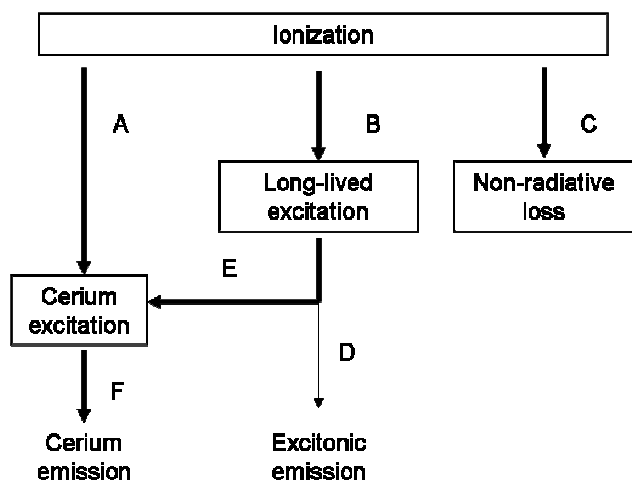 Ionization
A
B
C
Long-lived
excitation
Non-radiative
loss
E
Cerium
excitation
D
F
Cerium
emission
Excitonic
emission